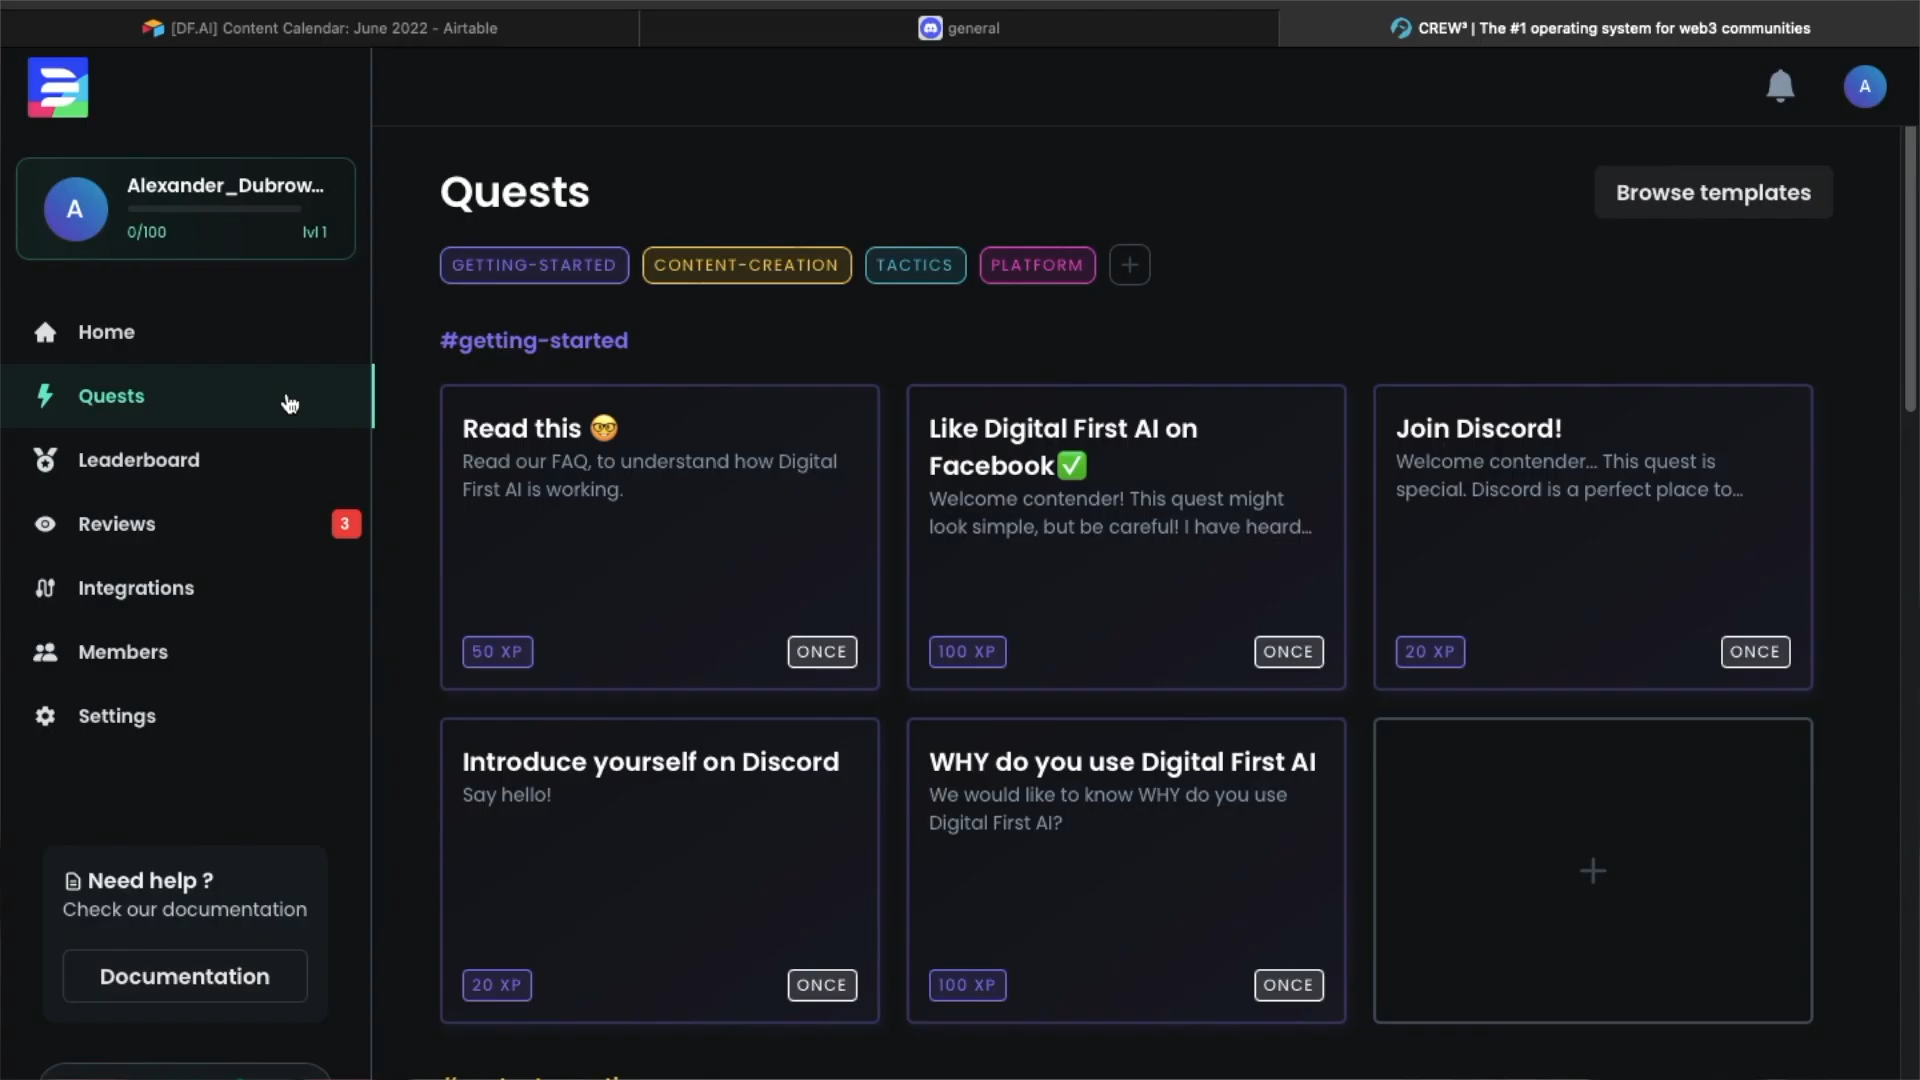 [DF.AI] Content Calendar: June 2022 - Airtable
general
CREW³ | The #1 operating system for web3 communities
A
A
Alexander_Dubrow...
0/100
lvl 1
Home
Quests
Leaderboard
Reviews
3
Integrations
Members
Settings
Need help ?
Check our documentation
Documentation
Quests
Browse templates
GETTING-STARTED
CONTENT-CREATION
TACTICS
PLATFORM
#getting-started
Read this 🤓
Read our FAQ, to understand how Digital
First AI is working.
50 XP
ONCE
Like Digital First AI on
Facebook✅
Welcome contender! This quest might
look simple, but be careful! I have heard...
100 XP
ONCE
Join Discord!
Welcome contender... This quest is
special. Discord is a perfect place to...
20 XP
ONCE
Introduce yourself on Discord
Say hello!
20 XP
ONCE
WHY do you use Digital First AI
We would like to know WHY do you use
Digital First AI?
100 XP
ONCE